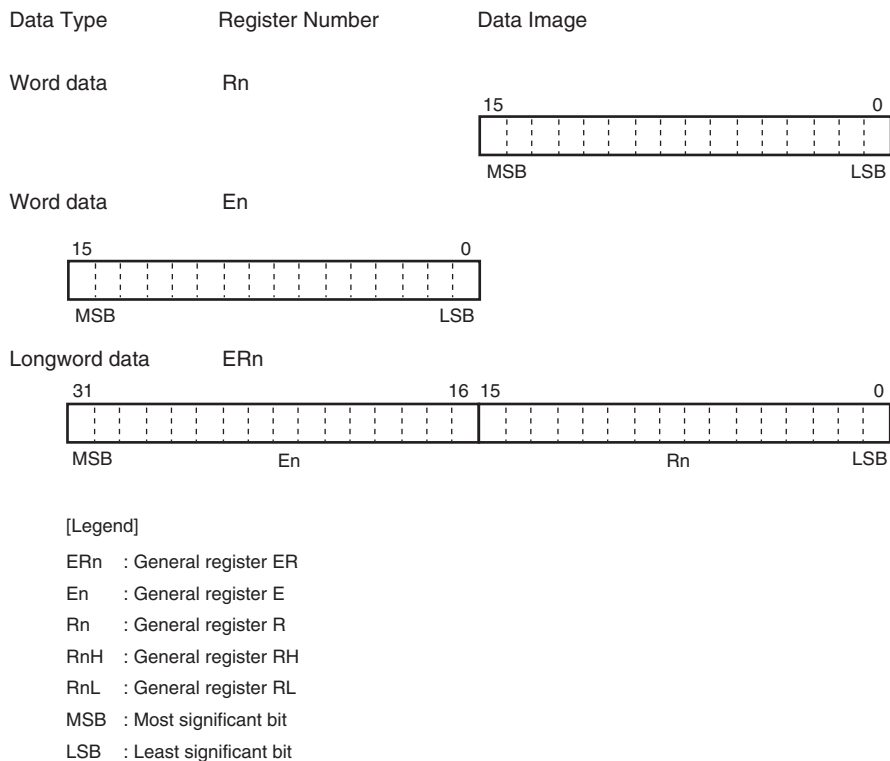 Data Type Register Number Data Image
Word data Rn
15 0
MSB LSB
Word data En
15 0
MSB LSB
Longword data ERn
31 16 15 0
MSB En Rn LSB
[Legend]
ERn : General register ER
En : General register E
Rn : General register R
RnH : General register RH
RnL : General register RL
MSB : Most significant bit
LSB : Least significant bit